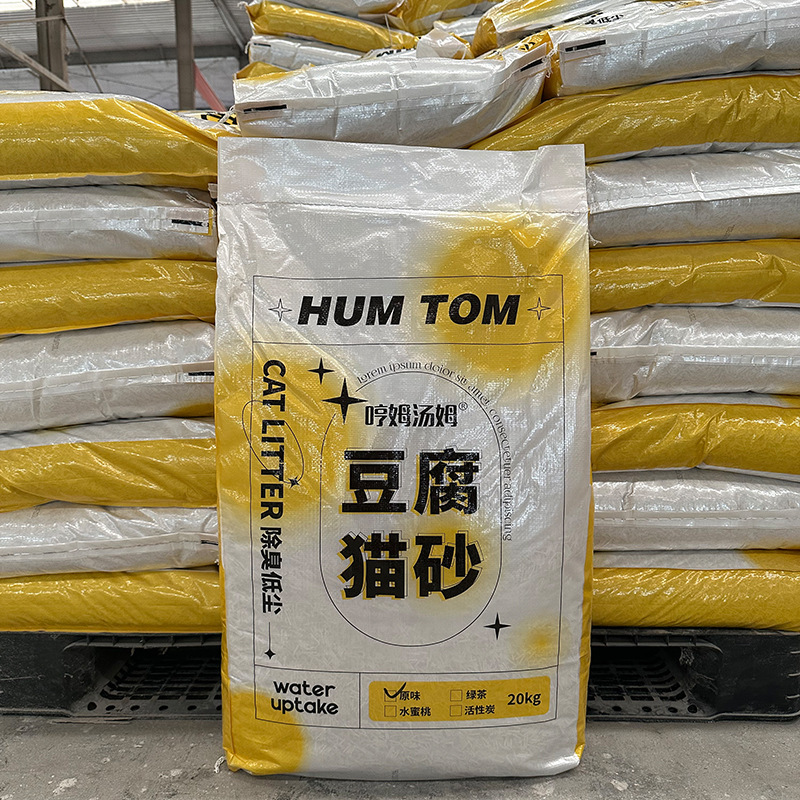 HUM TOM
lorem ipsum dolor sit amet, consectetuer adipiscing
哼姆汤姆®
豆腐
猫砂
CAT LITTER 除臭低尘
water
uptake
原味
绿茶
水蜜桃
活性炭
20kg